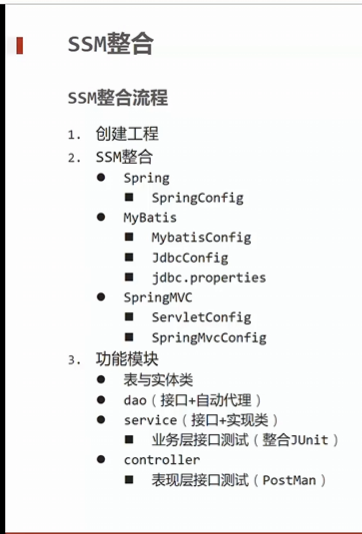 SSM整合
SSM整合流程
1. 创建工程
2. SSM整合
● Spring
■ SpringConfig
● MyBatis
■ MybatisConfig
■ JdbcConfig
■ jdbc.properties
● SpringMVC
■ ServletConfig
■ SpringMvcConfig
3. 功能模块
● 表与实体类
● dao（接口+自动代理）
● service（接口+实现类）
■ 业务层接口测试（整合JUnit）
● controller
■ 表现层接口测试（PostMan）